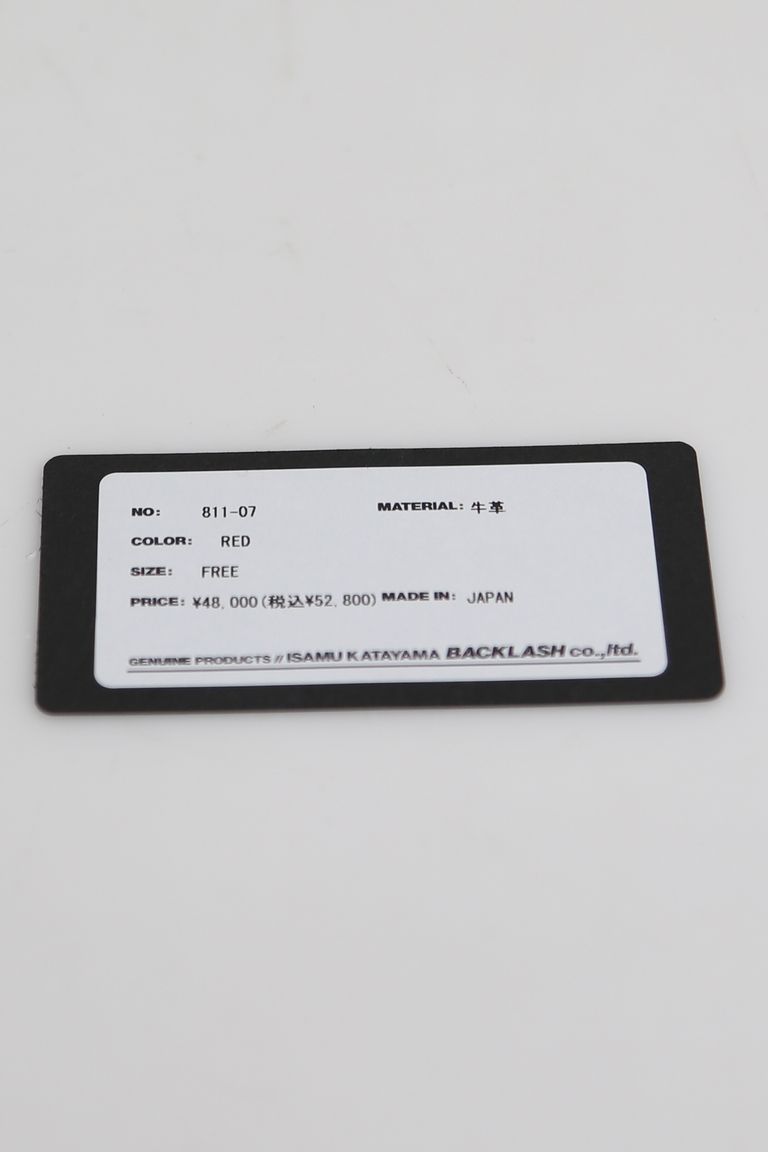 NO: 811-07 MATERIAL: 牛革
COLOR: RED
SIZE: FREE
PRICE: ¥48,000(税込¥52,800) MADE IN: JAPAN
GENUINE PRODUCTS // ISAMU KATAYAMA BACKLASH co.,ltd.